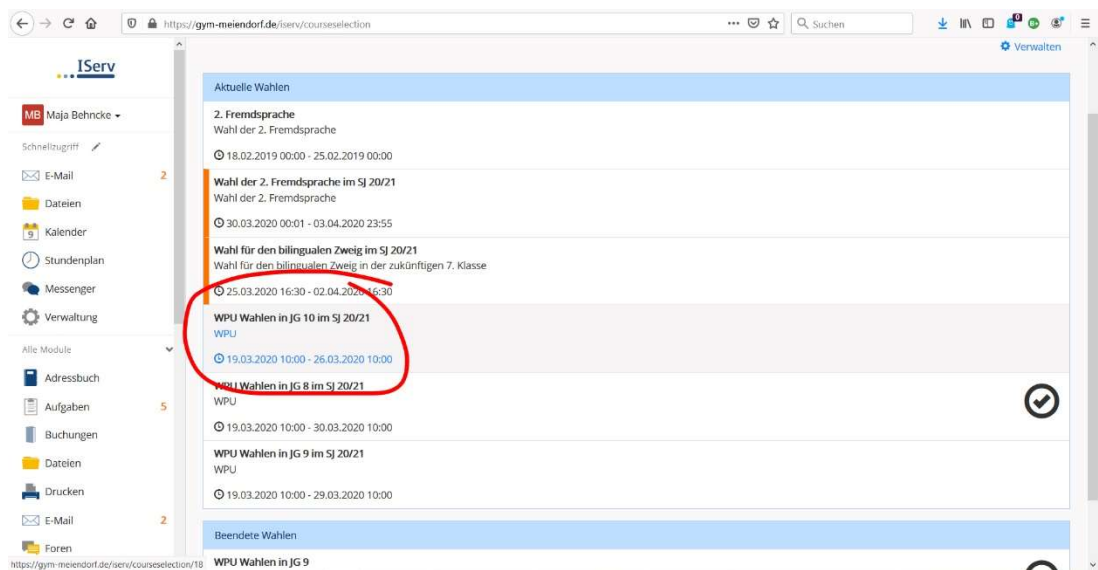 https://gym-meiendorf.de/iserv/courseselection
Suchen
0
Verwalten
IServ
MB Maja Behncke
Schnellzugriff
E-Mail 2
Dateien
9 Kalender
Stundenplan
Messenger
Verwaltung
Alle Module
Adressbuch
Aufgaben 5
Buchungen
Dateien
Drucken
E-Mail 2
Foren
Aktuelle Wahlen
2. Fremdsprache
Wahl der 2. Fremdsprache
18.02.2019 00:00 - 25.02.2019 00:00
Wahl der 2. Fremdsprache im SJ 20/21
Wahl der 2. Fremdsprache
30.03.2020 00:01 - 03.04.2020 23:55
Wahl für den bilingualen Zweig im SJ 20/21
Wahl für den bilingualen Zweig in der zukünftigen 7. Klasse
25.03.2020 16:30 - 02.04.2020 16:30
WPU Wahlen in JG 10 im SJ 20/21
WPU
19.03.2020 10:00 - 26.03.2020 10:00
WPU Wahlen in JG 8 im SJ 20/21
WPU
19.03.2020 10:00 - 30.03.2020 10:00
WPU Wahlen in JG 9 im SJ 20/21
WPU
19.03.2020 10:00 - 29.03.2020 10:00
Beendete Wahlen
WPU Wahlen in JG 9
https://gym-meiendorf.de/iserv/courseselection/18